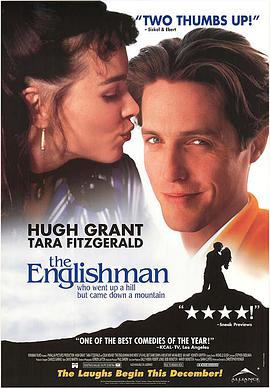 "TWO THUMBS UP!"
– Siskel & Ebert
HUGH GRANT
TARA FITZGERALD
the
Englishman
who went up a hill
but came down a mountain
"★★★★!"
–Sneak Previews
"ONE OF THE BEST COMEDIES OF THE YEAR!"
–KCAL-TV, Los Angeles
ALLIANCE
The Laughs Begin This December!